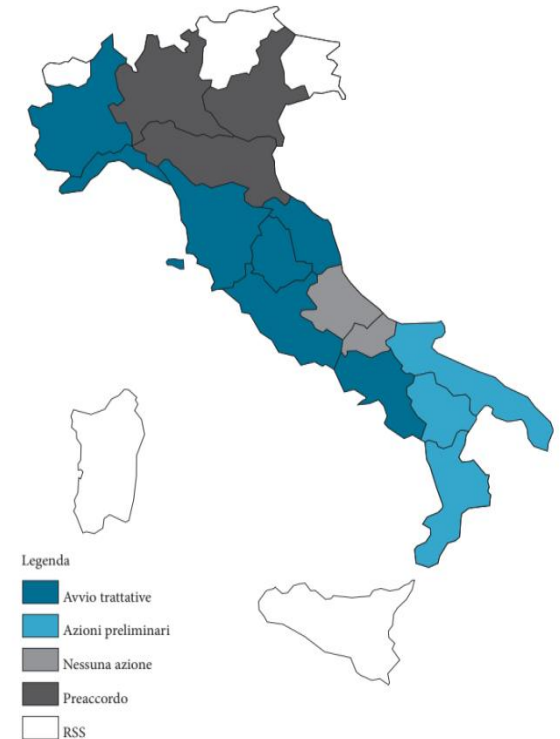 Legenda
Avvio trattative
Azioni preliminari
Nessuna azione
Preaccordo
RSS